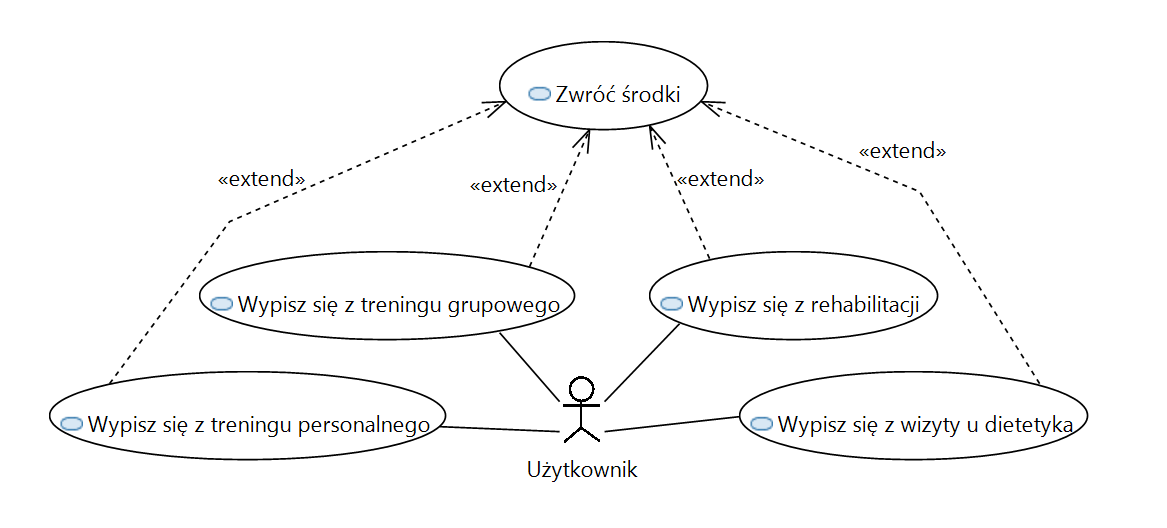 Zwróć środki
«extend»
«extend»
«extend»
«extend»
Wypisz się z treningu grupowego
Wypisz się z rehabilitacji
Wypisz się z treningu personalnego
Wypisz się z wizyty u dietetyka
Użytkownik